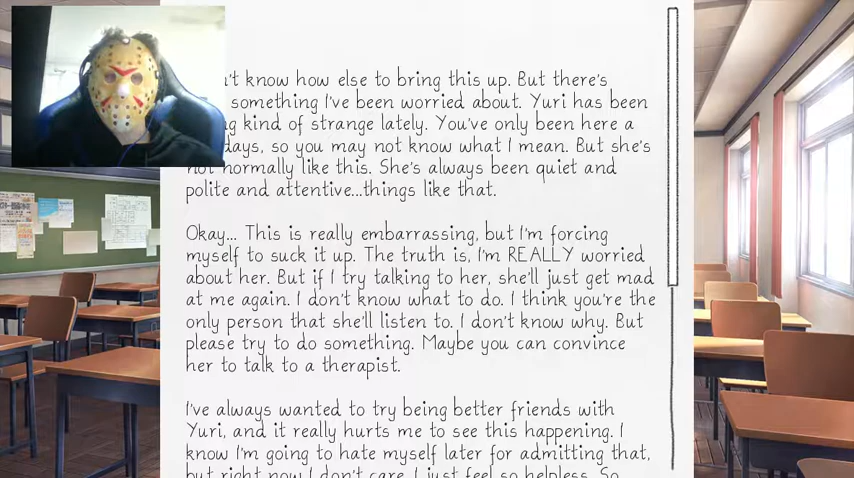 't know how else to bring this up. But there's
something I've been worried about. Yuri has been
kind of strange lately. You've only been here a
days, so you may not know what I mean. But she's
not normally like this. She's always been quiet and
polite and attentive...things like that.
Okay... This is really embarrassing, but I'm forcing
myself to suck it up. The truth is, I'm REALLY worried
about her. But if I try talking to her, she'll just get mad
at me again. I don't know what to do. I think you're the
only person that she'll listen to. I don't know why. But
please try to do something. Maybe you can convince
her to talk to a therapist.
I've always wanted to try being better friends with
Yuri, and it really hurts me to see this happening. I
know I'm going to hate myself later for admitting that,
but right now I don't care. I just feel so helpless. So